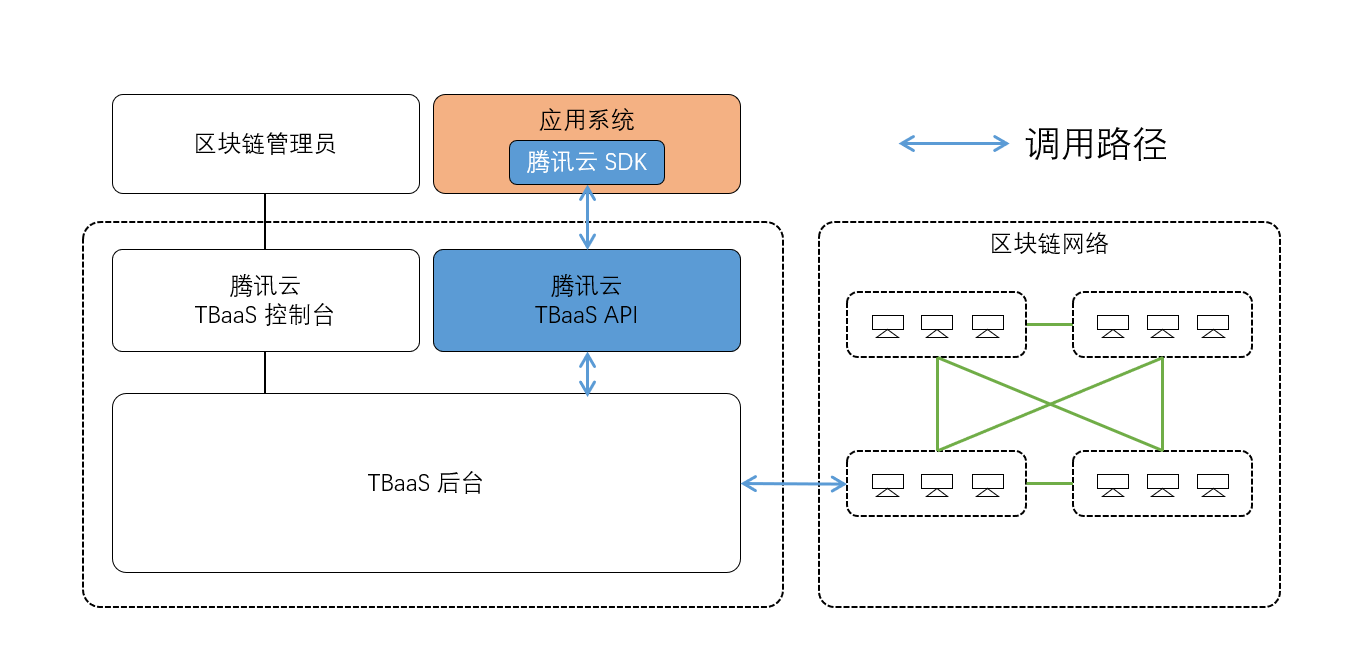 区块链管理员
应用系统
腾讯云 SDK
调用路径
腾讯云
TBaaS 控制台
腾讯云
TBaaS API
区块链网络
TBaaS 后台